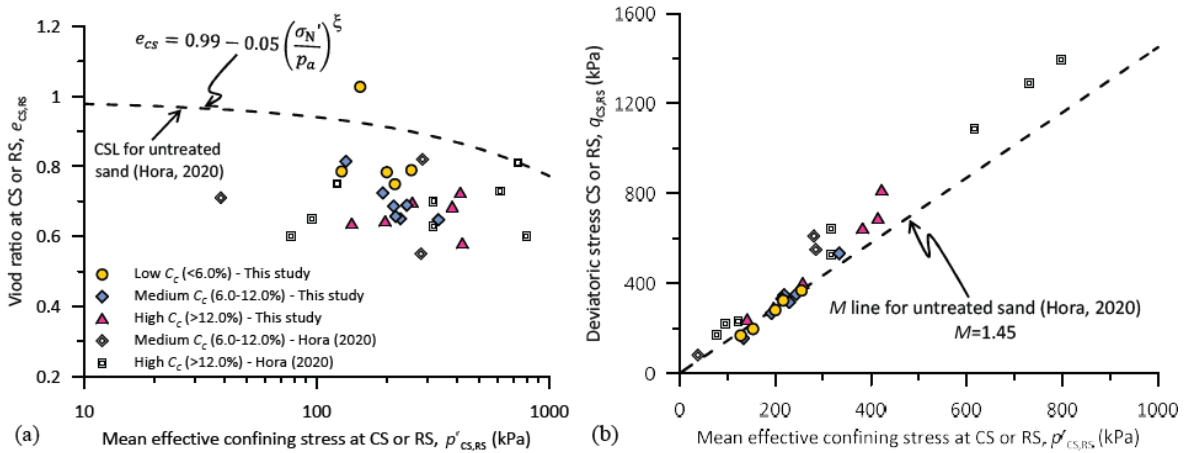 1.2
1
0.8
0.6
0.4
0.2
Viod ratio at CS or RS, e_CS,RS
e_cs = 0.99 − 0.05 (σ_N' / p_a)^ξ
CSL for untreated
sand (Hora, 2020)
Low C_c (<6.0%) - This study
Medium C_c (6.0-12.0%) - This study
High C_c (>12.0%) - This study
Medium C_c (6.0-12.0%) - Hora (2020)
High C_c (>12.0%) - Hora (2020)
10 100 1000
(a) Mean effective confining stress at CS or RS, p'_CS,RS (kPa)
1600
1200
800
400
0
Deviatoric stress CS or RS, q_CS,RS (kPa)
M line for untreated sand (Hora, 2020)
M=1.45
0 200 400 600 800 1000
(b) Mean effective confining stress at CS or RS, p'_CS,RS (kPa)